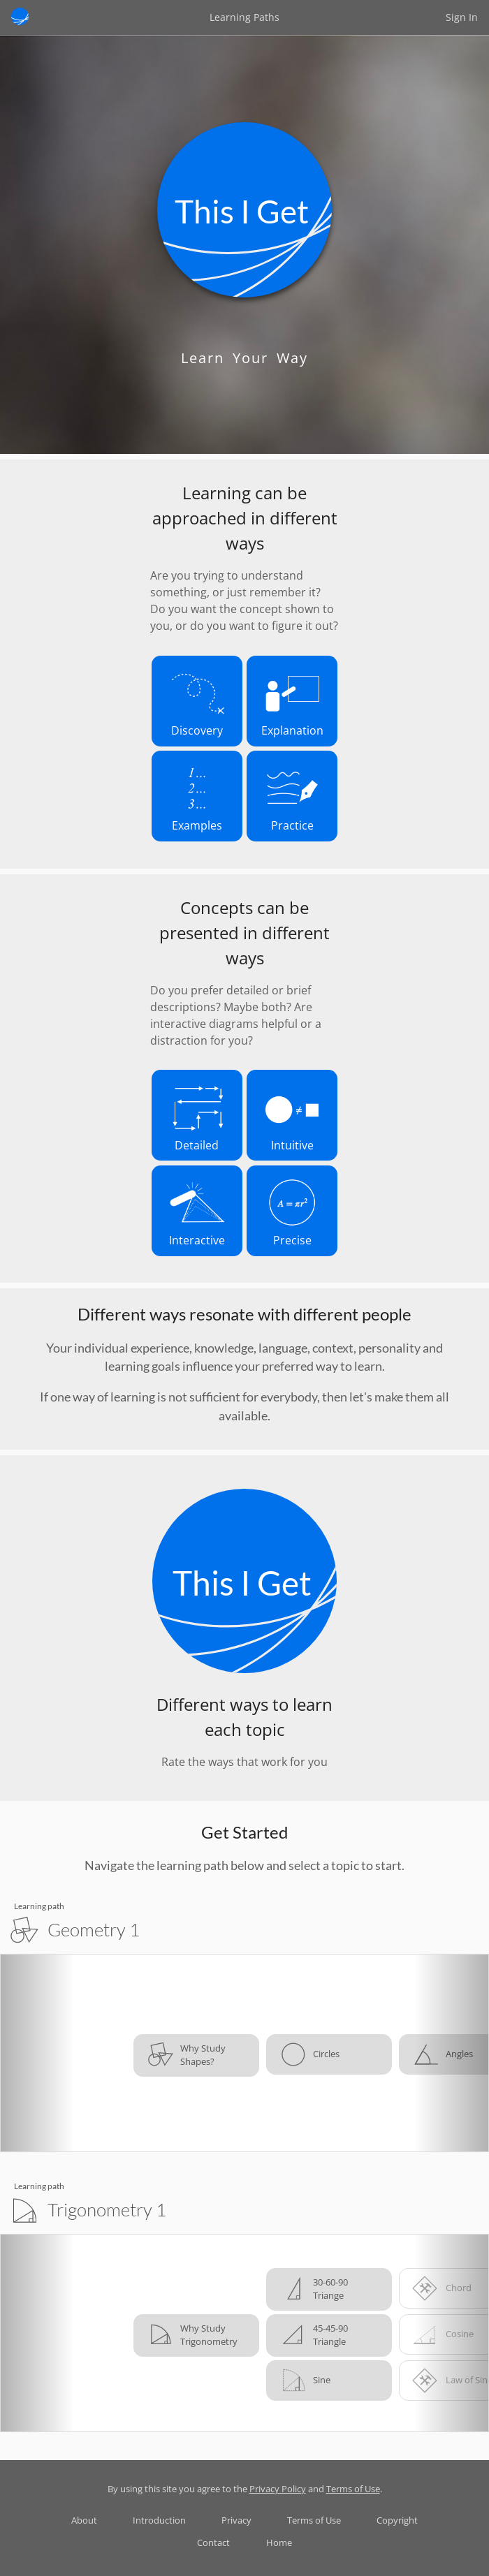 Learning Paths
Sign In
This I Get
Learn Your Way
Learning can be
approached in different
ways
Are you trying to understand
something, or just remember it?
Do you want the concept shown to
you, or do you want to figure it out?
Discovery
Explanation
1...
2...
3...
Examples
Practice
Concepts can be
presented in different
ways
Do you prefer detailed or brief
descriptions? Maybe both? Are
interactive diagrams helpful or a
distraction for you?
Detailed
≠
Intuitive
Interactive
A = πr²
Precise
Different ways resonate with different people
Your individual experience, knowledge, language, context, personality and
learning goals influence your preferred way to learn.
If one way of learning is not sufficient for everybody, then let's make them all
available.
This I Get
Different ways to learn
each topic
Rate the ways that work for you
Get Started
Navigate the learning path below and select a topic to start.
Learning path
Geometry 1
Why Study
Shapes?
Circles
Angles
Learning path
Trigonometry 1
Why Study
Trigonometry
30-60-90
Triange
45-45-90
Triangle
Sine
Chord
Cosine
Law of Sin
By using this site you agree to the Privacy Policy and Terms of Use.
About Introduction Privacy Terms of Use Copyright
Contact Home